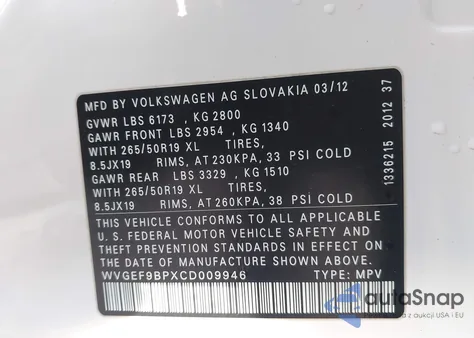 MFD BY VOLKSWAGEN AG SLOVAKIA 03/12
GVWR LBS 6173 , KG 2800
GAWR FRONT LBS 2954 , KG 1340
WITH 265/50R19 XL TIRES,
8.5JX19 RIMS, AT 230KPA, 33 PSI COLD
GAWR REAR LBS 3329 , KG 1510
WITH 265/50R19 XL TIRES,
8.5JX19 RIMS, AT 260KPA, 38 PSI COLD
THIS VEHICLE CONFORMS TO ALL APPLICABLE
U.S. FEDERAL MOTOR VEHICLE SAFETY AND
THEFT PREVENTION STANDARDS IN EFFECT ON
THE DATE OF MANUFACTURE SHOWN ABOVE.
WVGEF9BPXCD009946 TYPE: MPV
1336215 2012 37
autoSnap
Auta z aukcji USA i EU